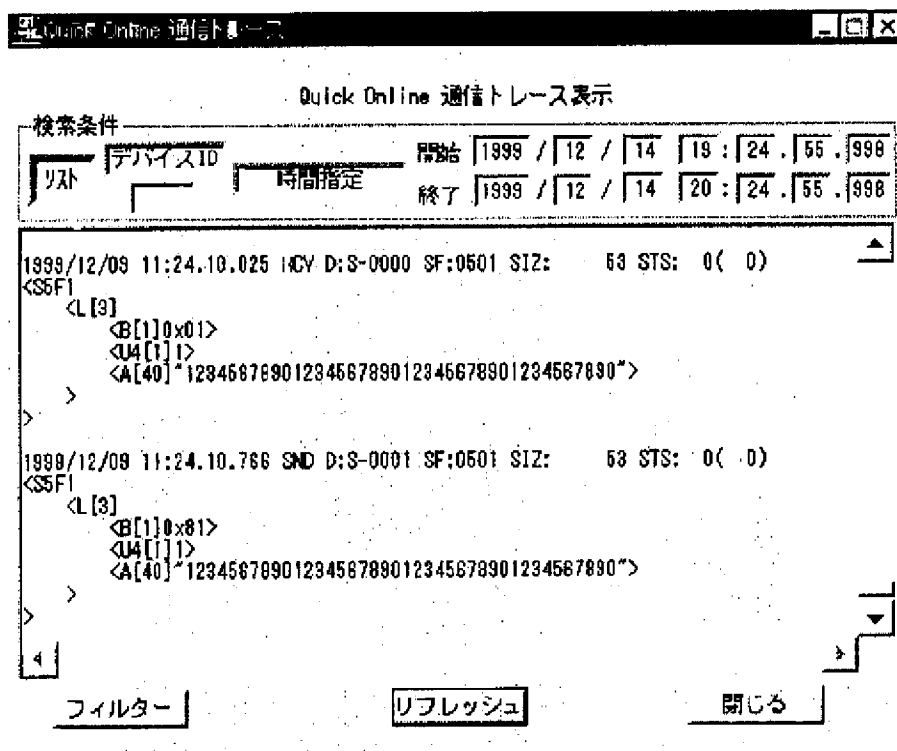 Quick Online 通信トレース
Quick Online 通信トレース表示
検索条件
リスト デバイスID 時間指定 開始 1999 / 12 / 14 19 : 24 . 55 . 998
終了 1999 / 12 / 14 20 : 24 . 55 . 998
1999/12/09 11:24.10.025 RCV D:S-0000 SF:0501 SIZ: 53 STS: 0( 0)
<S5F1
<L[3]
<B[1]0x01>
<U4[1]1>
<A[40]"1234567890123456789012345678901234567890">
>
>
1999/12/09 11:24.10.766 SND D:S-0001 SF:0501 SIZ: 53 STS: 0( 0)
<S5F1
<L[3]
<B[1]0x81>
<U4[1]1>
<A[40]"1234567890123456789012345678901234567890">
>
>
フィルター リフレッシュ 閉じる